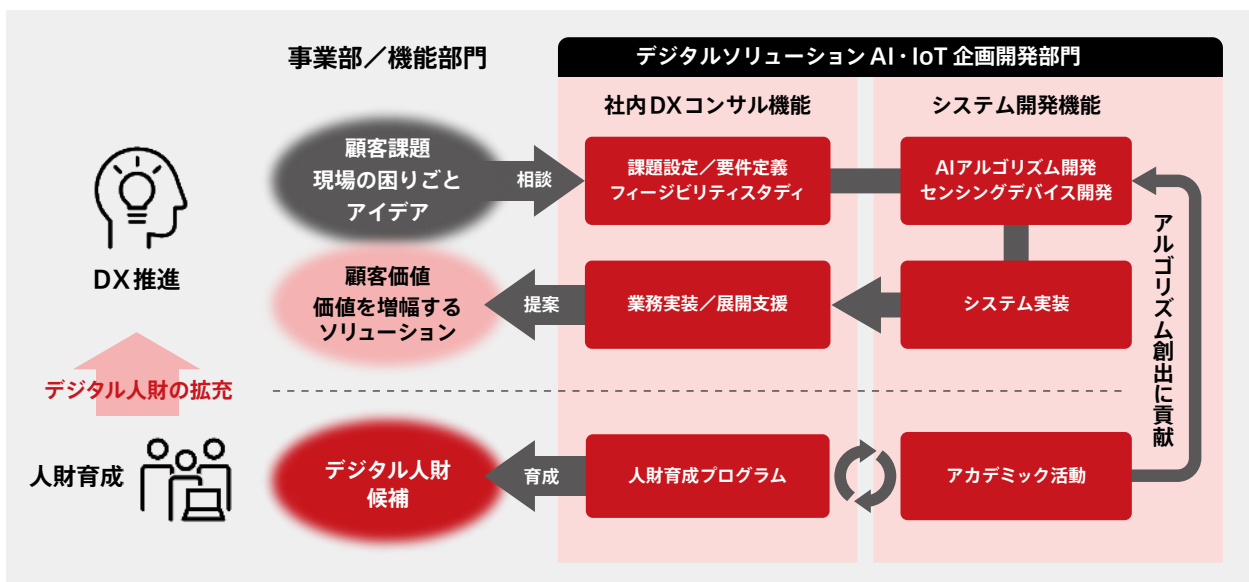 事業部／機能部門
デジタルソリューション AI・IoT 企画開発部門
社内DXコンサル機能
システム開発機能
顧客課題
現場の困りごと
アイデア
相談
課題設定／要件定義
フィージビリティスタディ
AIアルゴリズム開発
センシングデバイス開発
DX推進
顧客価値
価値を増幅する
ソリューション
提案
業務実装／展開支援
システム実装
アルゴリズム創出に貢献
デジタル人財の拡充
人財育成
デジタル人財
候補
育成
人財育成プログラム
アカデミック活動